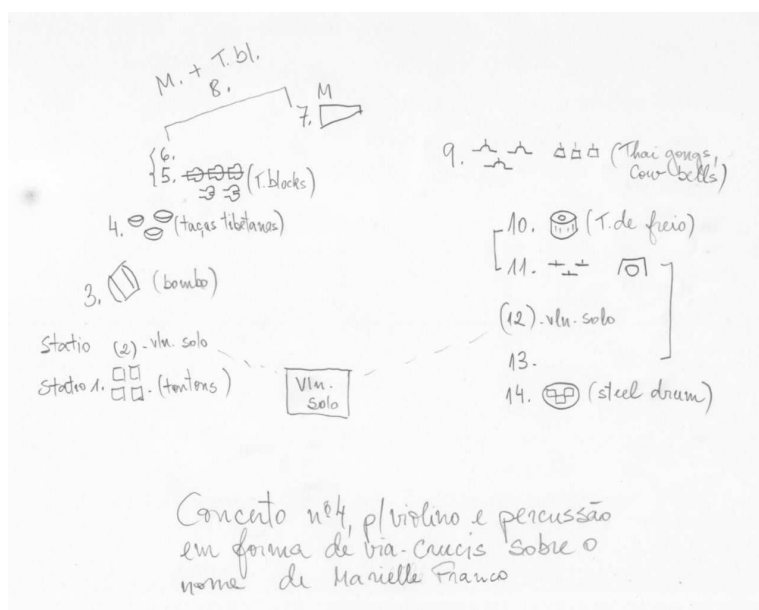 M. + T.bl.
8.
M
7.
6.
5. (T.blocks)
4. (taças tibetanas)
3. (bombo)
Statio (2)-vln. solo
Statio 1. (tontons)
Vln.
solo
9. (Thai gongs,
Cow bells)
10. (T. de freio)
11.
(12)-vln. solo
13.
14. (steel drum)
Concerto nº4, p/violino e percussão
em forma de via-crucis sobre o
nome de Marielle Franco